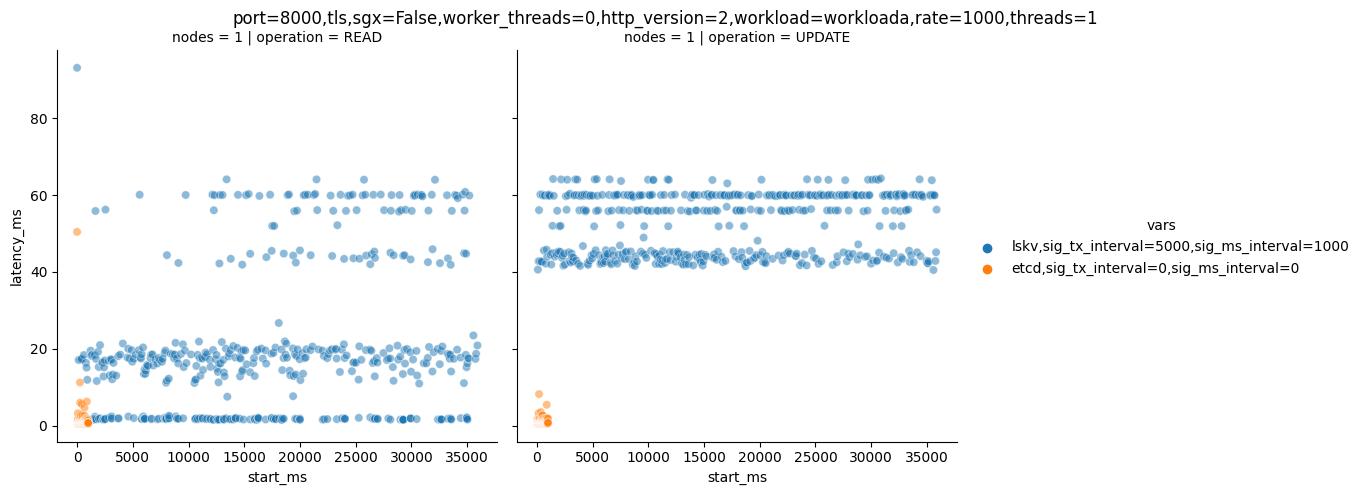 port=8000,tls,sgx=False,worker_threads=0,http_version=2,workload=workloada,rate=1000,threads=1
nodes = 1 | operation = READ
nodes = 1 | operation = UPDATE
latency_ms
80
60
40
20
0
0 5000 10000 15000 20000 25000 30000 35000
start_ms
0 5000 10000 15000 20000 25000 30000 35000
start_ms
vars
lskv,sig_tx_interval=5000,sig_ms_interval=1000
etcd,sig_tx_interval=0,sig_ms_interval=0